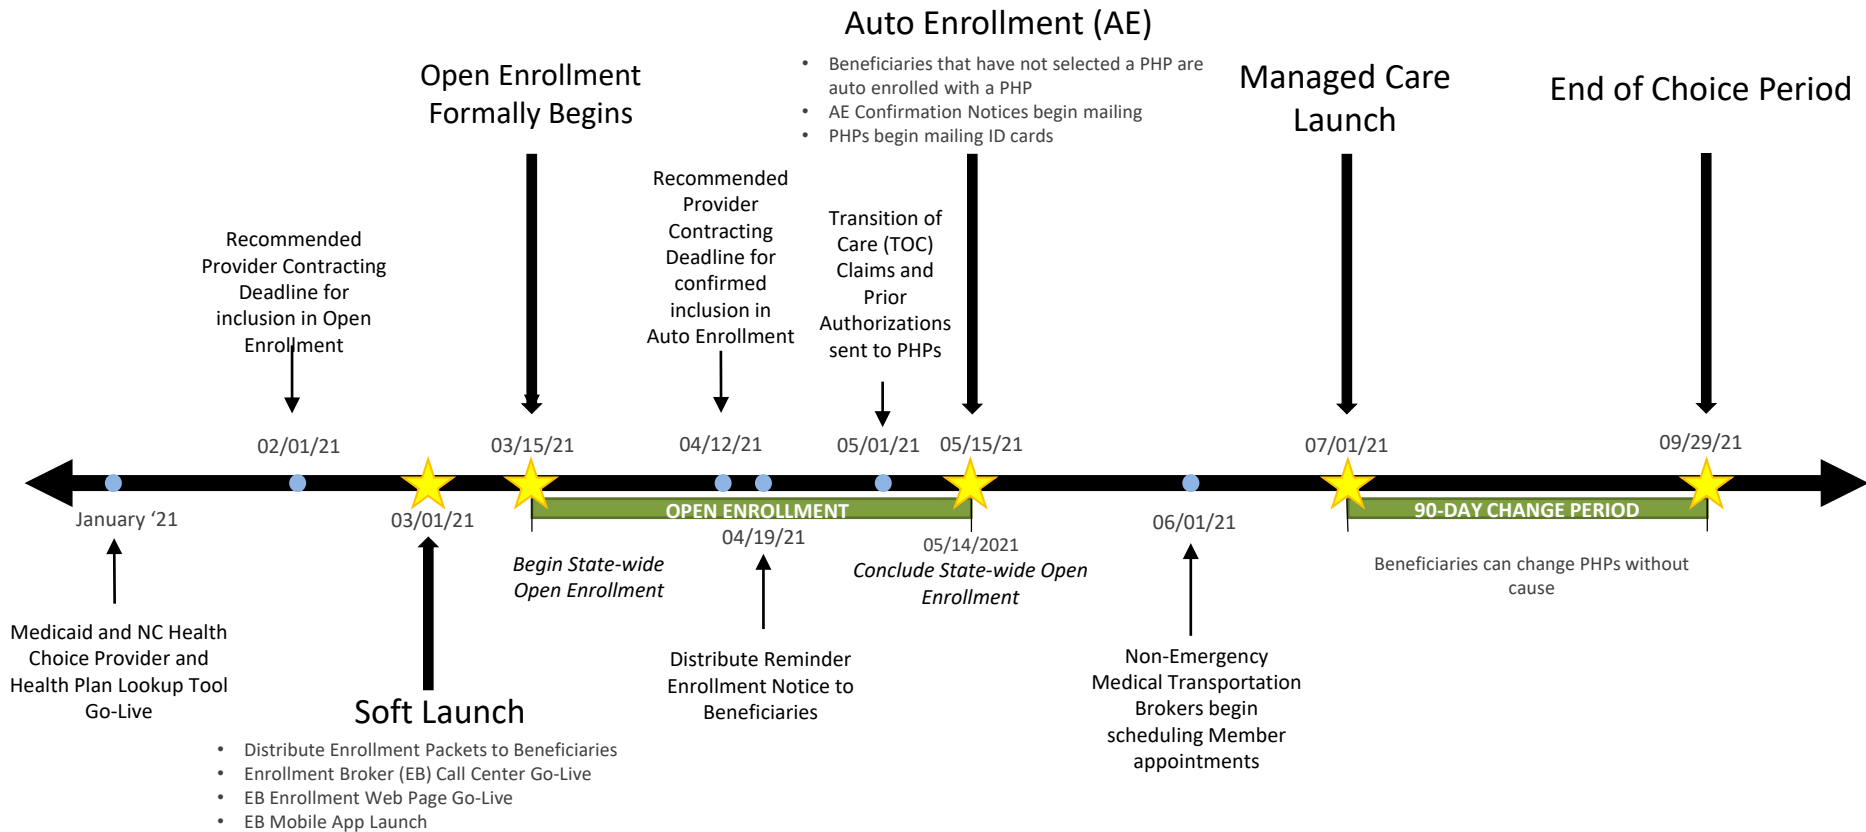 Auto Enrollment (AE)
• Beneficiaries that have not selected a PHP are
auto enrolled with a PHP
• AE Confirmation Notices begin mailing
• PHPs begin mailing ID cards
Open Enrollment
Formally Begins
Managed Care
Launch
End of Choice Period
Recommended
Provider Contracting
Deadline for
inclusion in Open
Enrollment
Recommended
Provider
Contracting
Deadline for
confirmed
inclusion in
Auto Enrollment
Transition of
Care (TOC)
Claims and
Prior
Authorizations
sent to PHPs
02/01/21
03/15/21
04/12/21
05/01/21
05/15/21
07/01/21
09/29/21
OPEN ENROLLMENT
90-DAY CHANGE PERIOD
January ‘21
03/01/21
04/19/21
05/14/2021
06/01/21
Begin State-wide
Open Enrollment
Conclude State-wide Open
Enrollment
Beneficiaries can change PHPs without
cause
Medicaid and NC Health
Choice Provider and
Health Plan Lookup Tool
Go-Live
Soft Launch
• Distribute Enrollment Packets to Beneficiaries
• Enrollment Broker (EB) Call Center Go-Live
• EB Enrollment Web Page Go-Live
• EB Mobile App Launch
Distribute Reminder
Enrollment Notice to
Beneficiaries
Non-Emergency
Medical Transportation
Brokers begin
scheduling Member
appointments